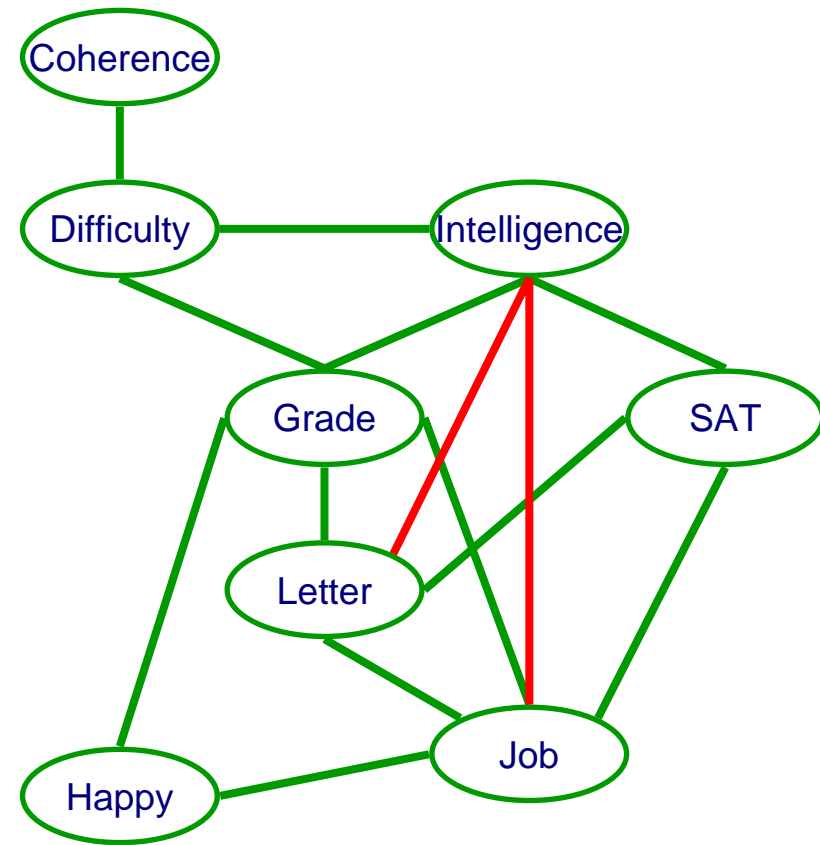 Coherence
Difficulty
Intelligence
Grade
SAT
Letter
Job
Happy